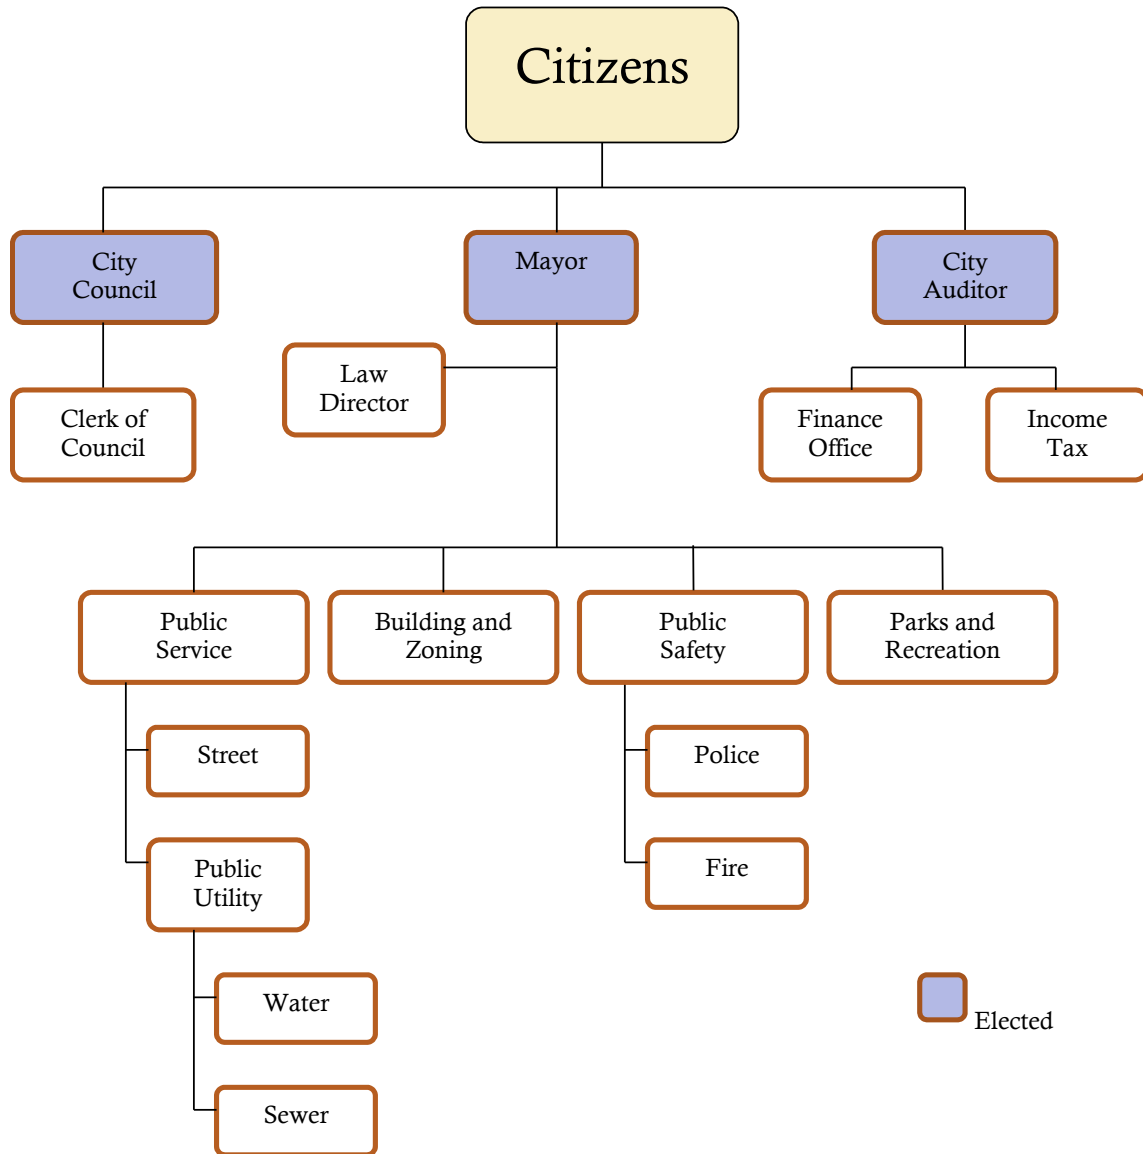 Citizens
City
Council
Mayor
City
Auditor
Law
Director
Clerk of
Council
Finance
Office
Income
Tax
Public
Service
Building and
Zoning
Public
Safety
Parks and
Recreation
Street
Police
Public
Utility
Fire
Water
Elected
Sewer